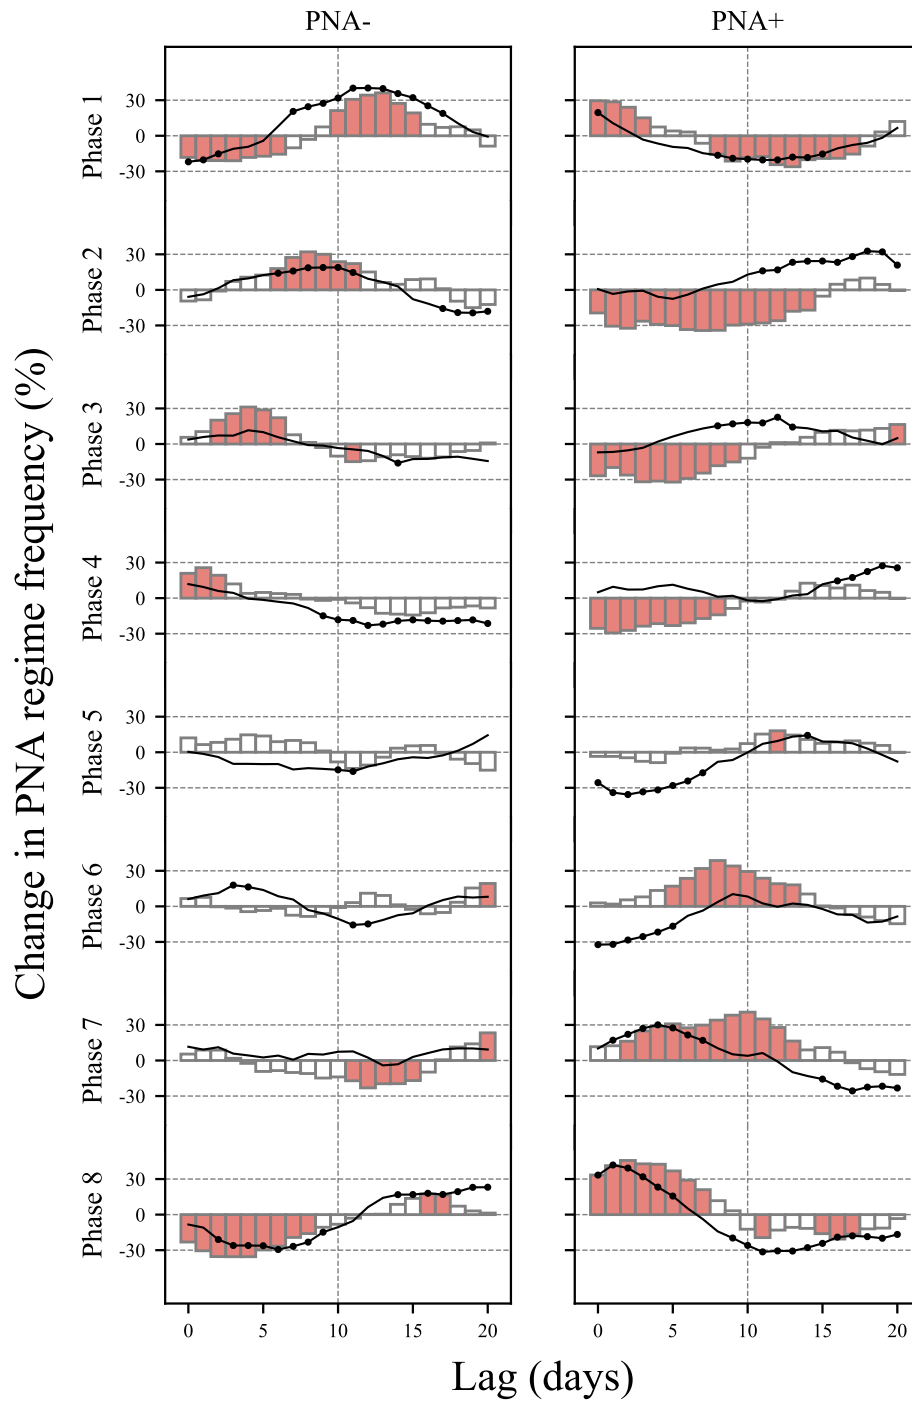 PNA-
PNA+
Change in PNA regime frequency (%)
Phase 1
30
0
-30
Phase 2
30
0
-30
Phase 3
30
0
-30
Phase 4
30
0
-30
Phase 5
30
0
-30
Phase 6
30
0
-30
Phase 7
30
0
-30
Phase 8
30
0
-30
0 5 10 15 20
0 5 10 15 20
Lag (days)